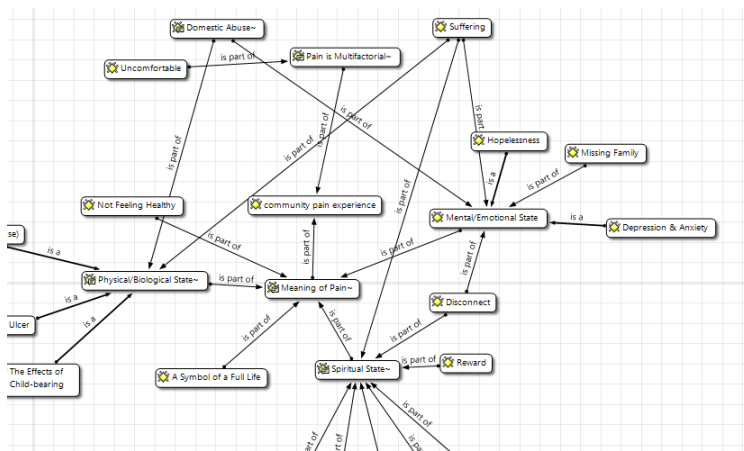 Domestic Abuse~
Suffering
is part of
Uncomfortable
Pain is Multifactorial~
is part of
is part
Hopelessness
is part of
is part of
is part of
Missing Family
is a
is part of
is part of
Not Feeling Healthy
community pain experience
Mental/Emotional State
is a
Depression & Anxiety
se)
is part of
is part of
is part of
is a
is part of
Physical/Biological State~
is part of
Meaning of Pain~
is a
Disconnect
Ulcer
is a
is part of
is part of
is part of
The Effects of
Child-bearing
A Symbol of a Full Life
Spiritual State~
is part of
Reward
is part of
rt of
rt of
is pa